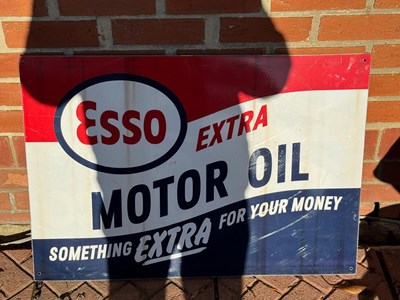 Esso
EXTRA
MOTOR OIL
SOMETHING EXTRA FOR YOUR MONEY